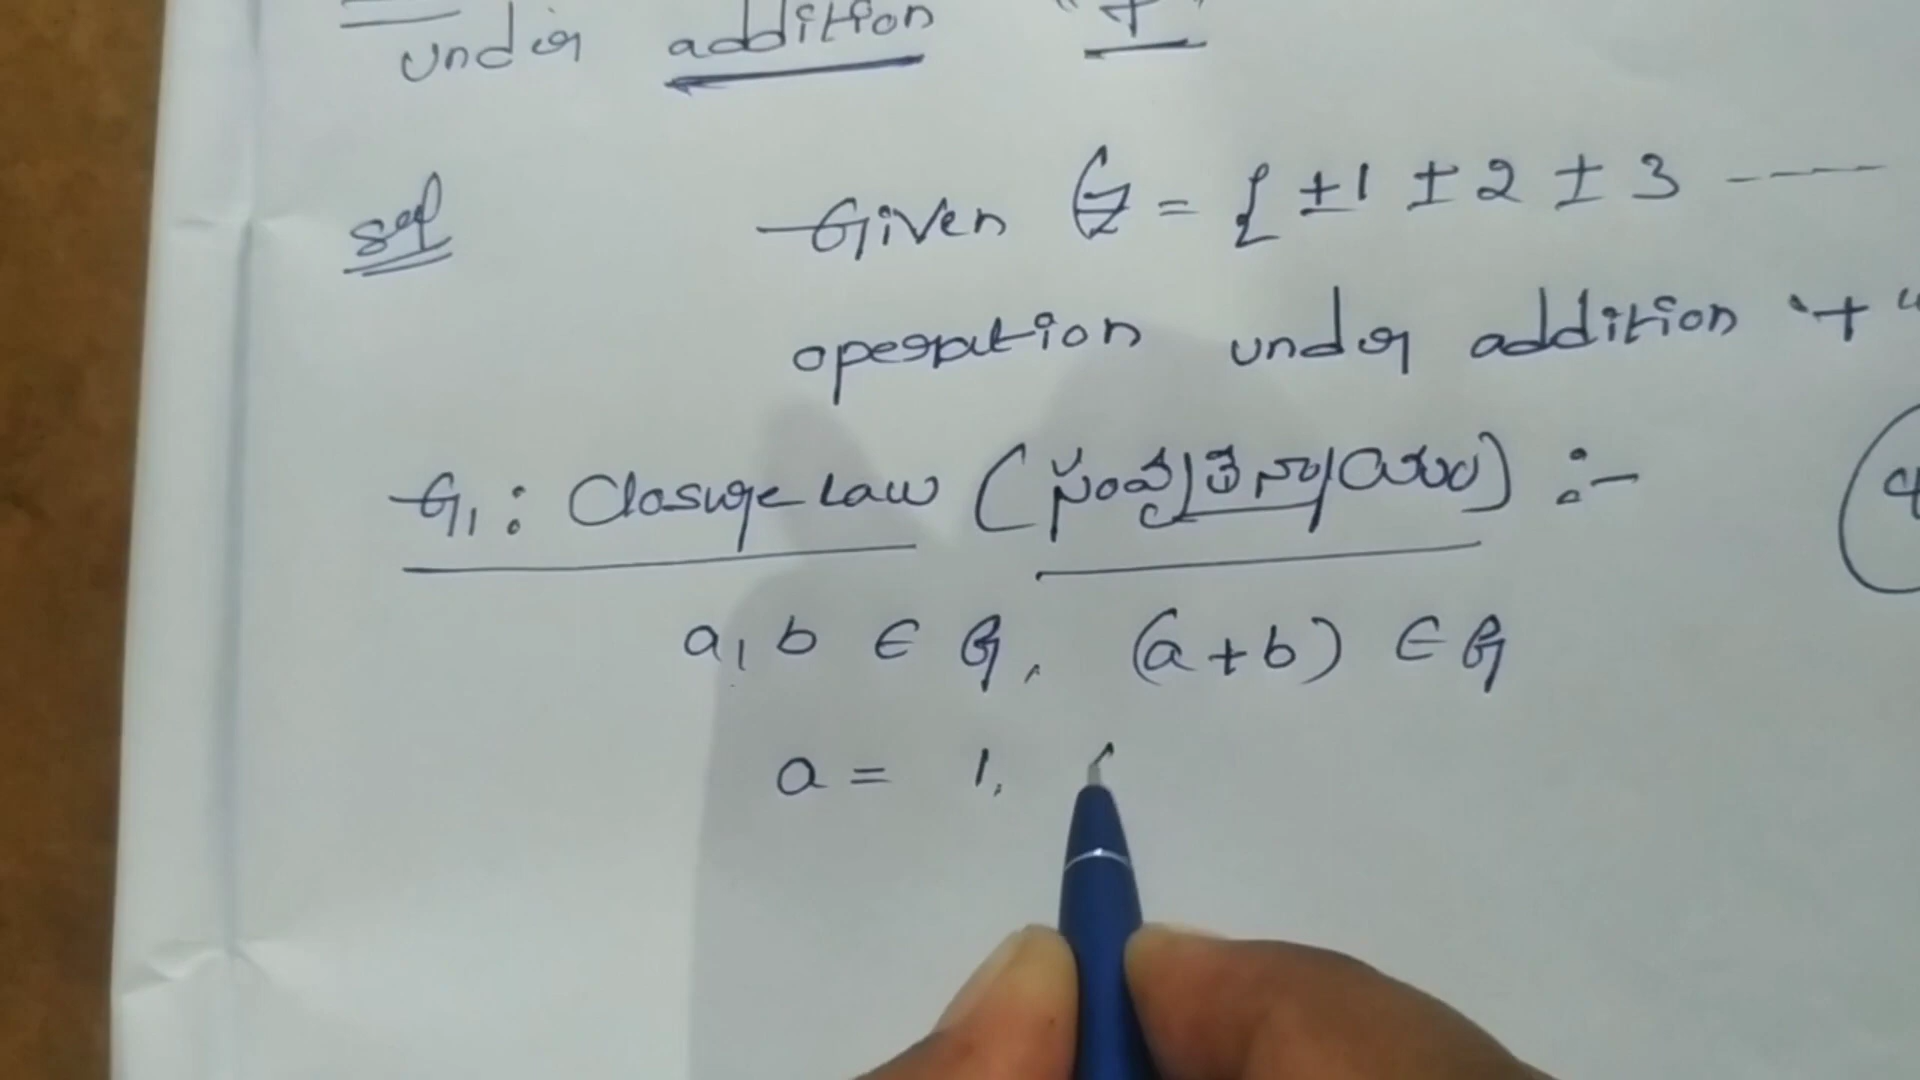 under addition "+"
Sol Given G = { ±1 ±2 ±3 -----
operation under addition "+"
G₁ : Closure Law (సంవృత న్యాయం) :-
a, b ∈ G, (a + b) ∈ G
a = 1,